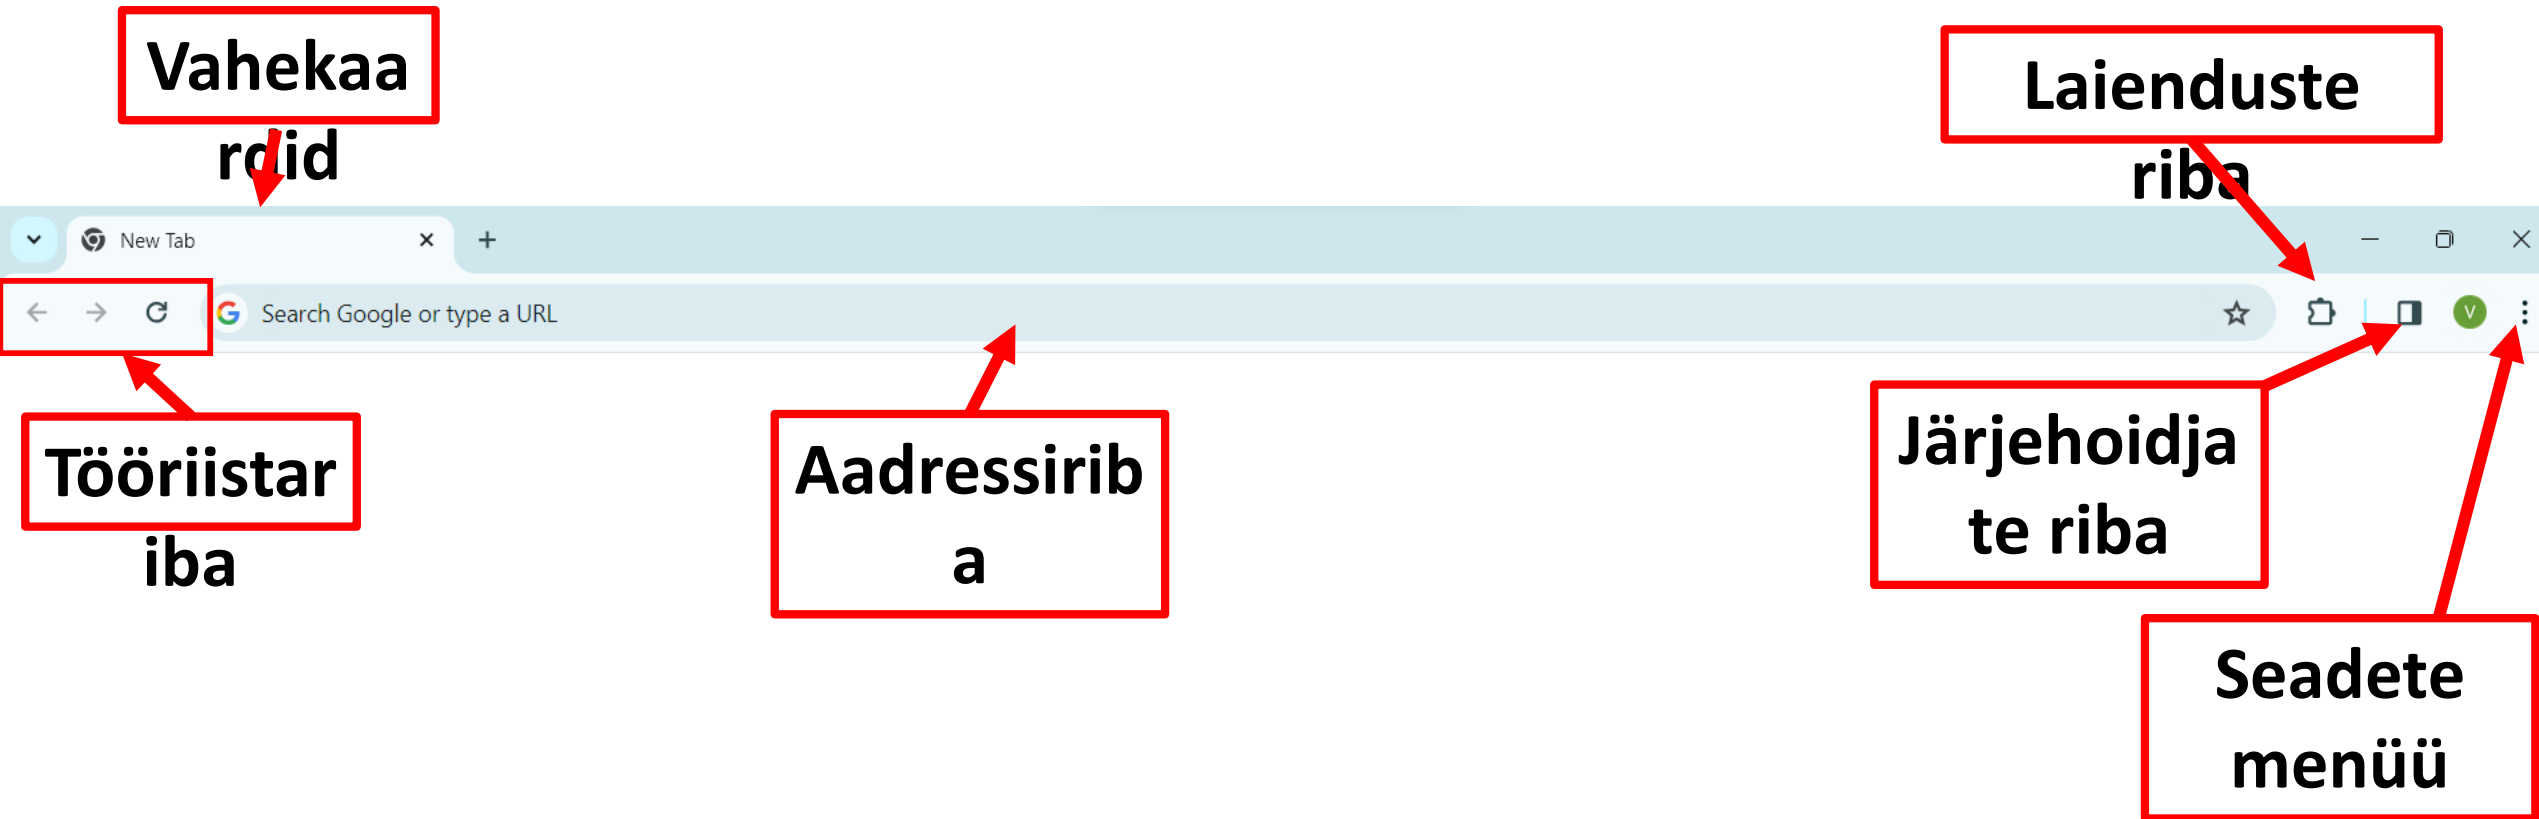 Vahekaa
rdid
Laienduste
riba
New Tab
Search Google or type a URL
V
Tööriistar
iba
Aadressirib
a
Järjehoidja
te riba
Seadete
menüü